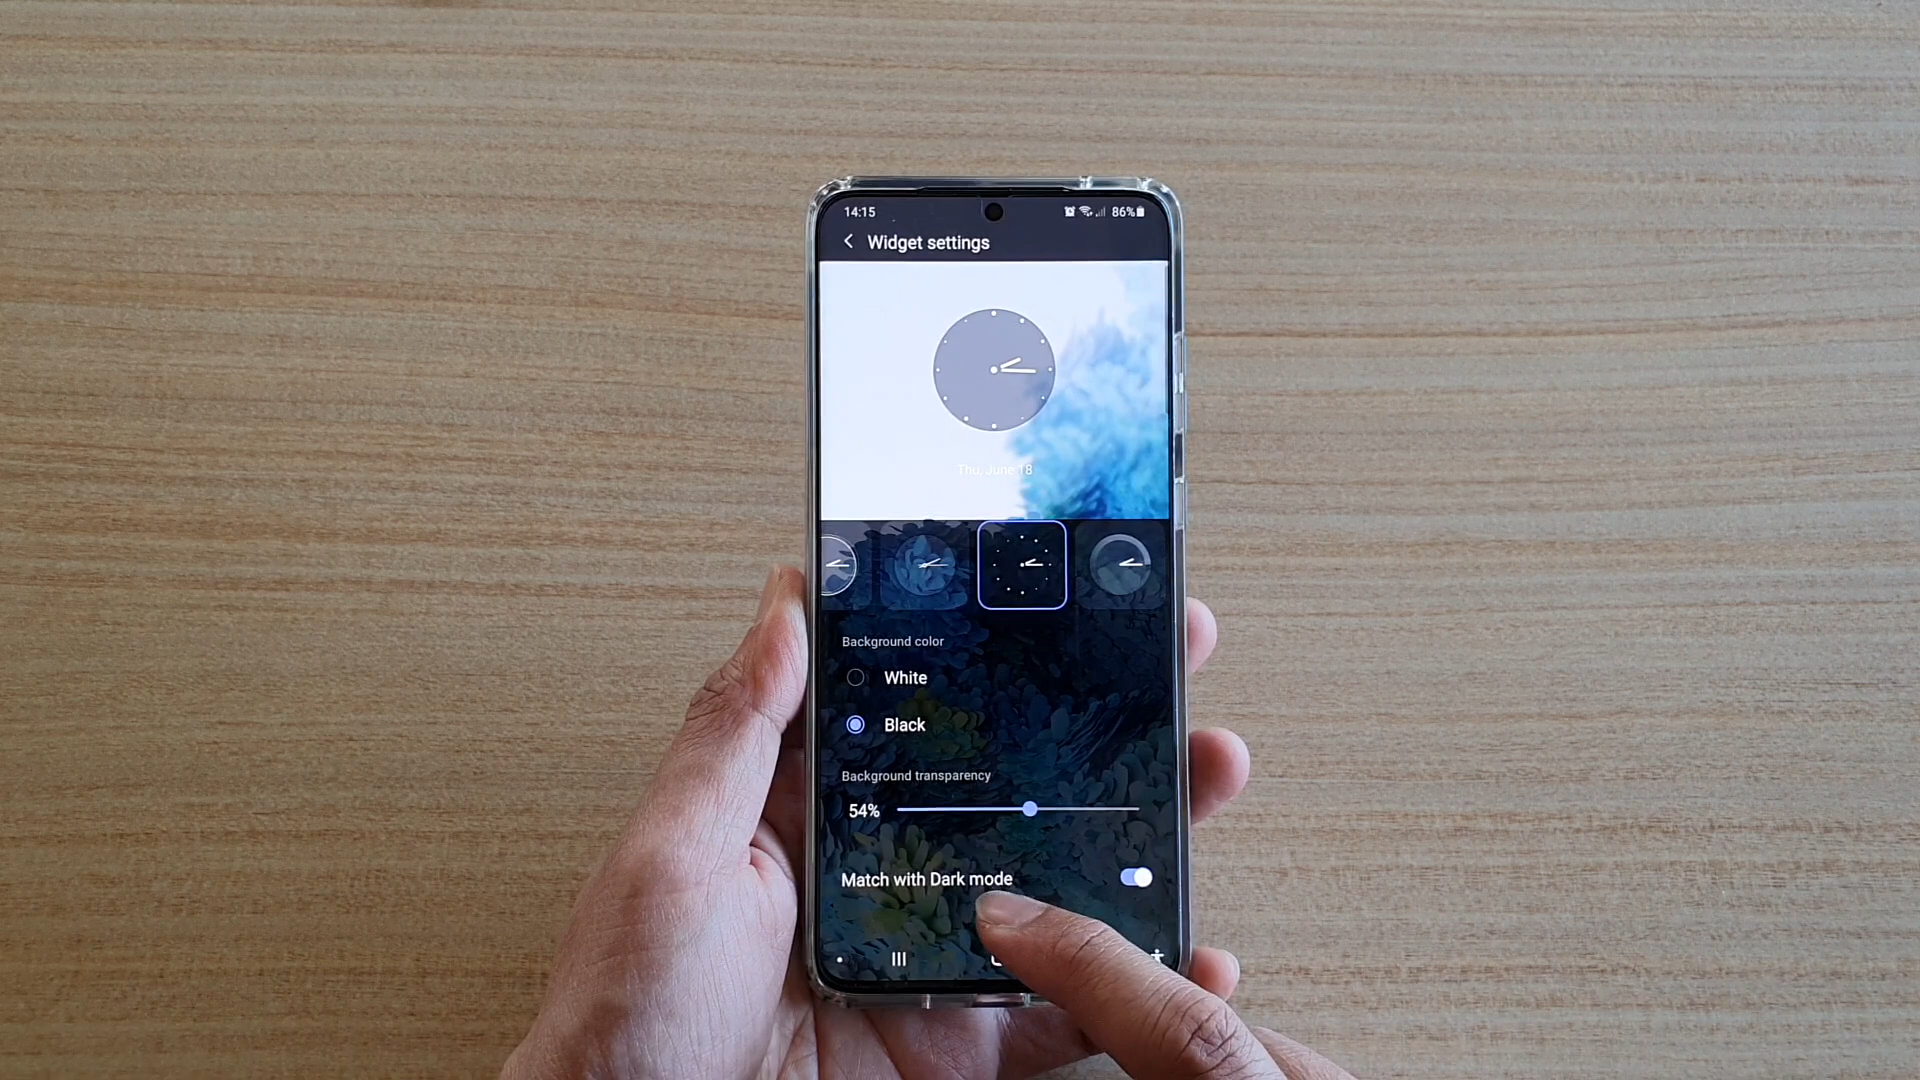 14:15 86%
Widget settings
Thu, June 18
Background color
White
Black
Background transparency
54%
Match with Dark mode